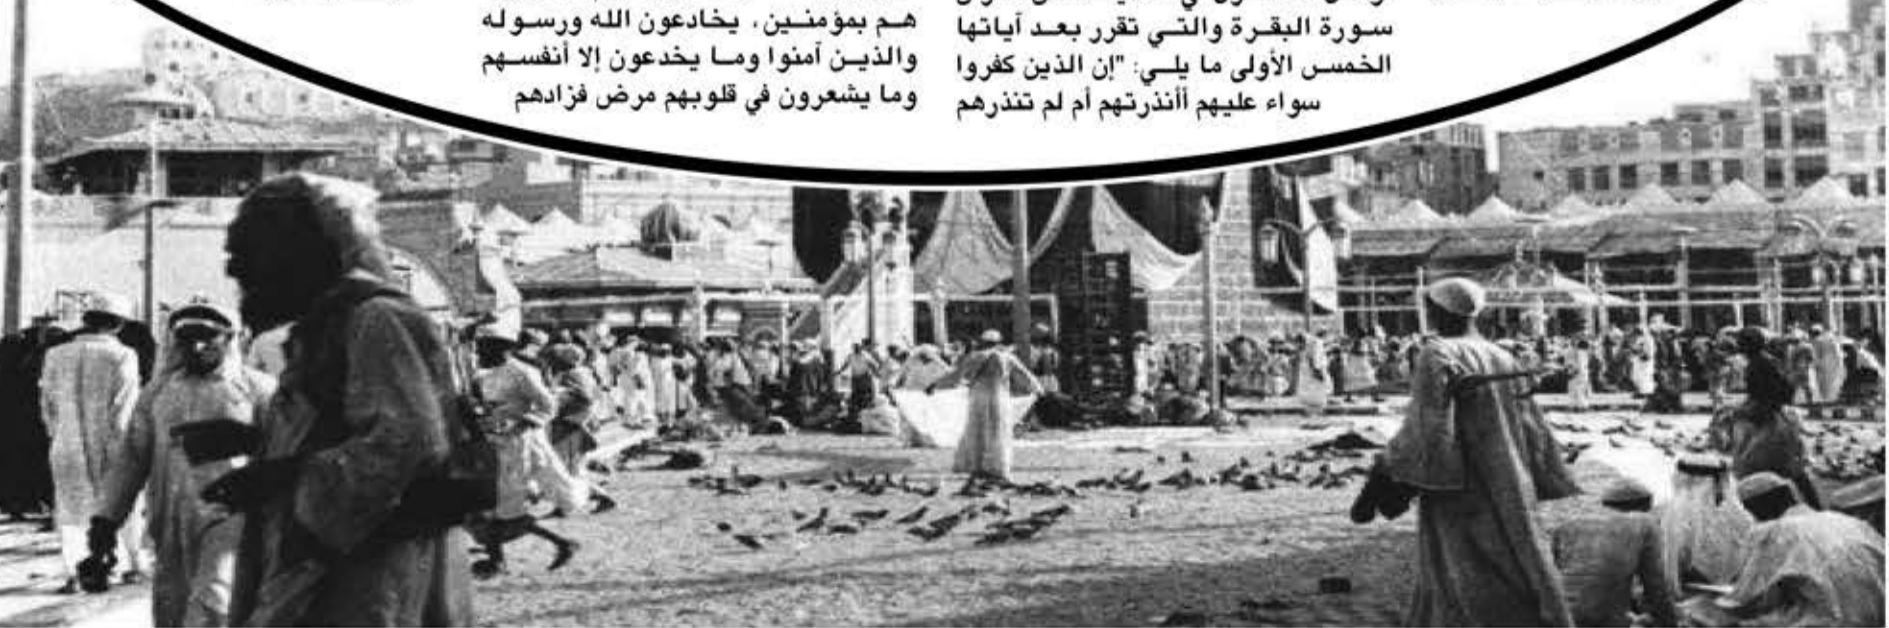 سورة البقرة والتي تقرر بعد آياتها
الخمس الأولى ما يلي: "إن الذين كفروا
سواء عليهم أأنذرتهم أم لم تنذرهم
هم بمؤمنين، يخادعون الله ورسوله
والذين آمنوا وما يخدعون إلا أنفسهم
وما يشعرون في قلوبهم مرض فزادهم